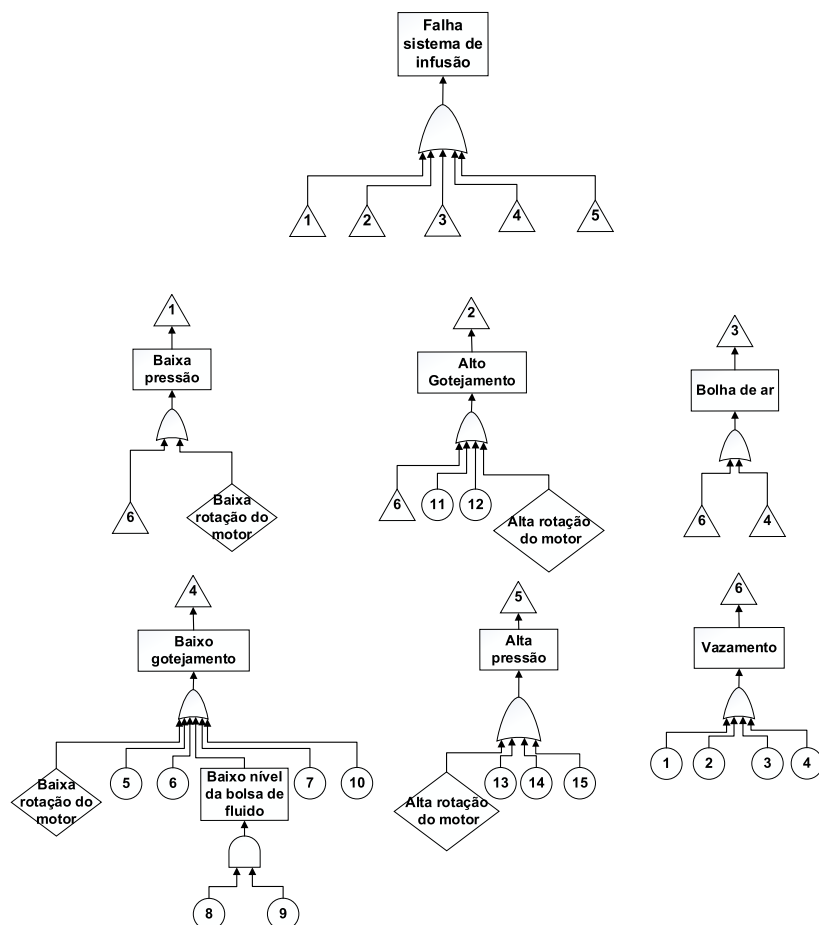 Falha
sistema de
infusão
1
2
3
4
5
1
Baixa
pressão
6
Baixa
rotação do
motor
2
Alto
Gotejamento
6
11
12
Alta rotação
do motor
3
Bolha de ar
6
4
4
Baixo
gotejamento
Baixa
rotação do
motor
5
6
Baixo nível
da bolsa de
fluido
7
10
8
9
5
Alta
pressão
Alta rotação
do motor
13
14
15
6
Vazamento
1
2
3
4